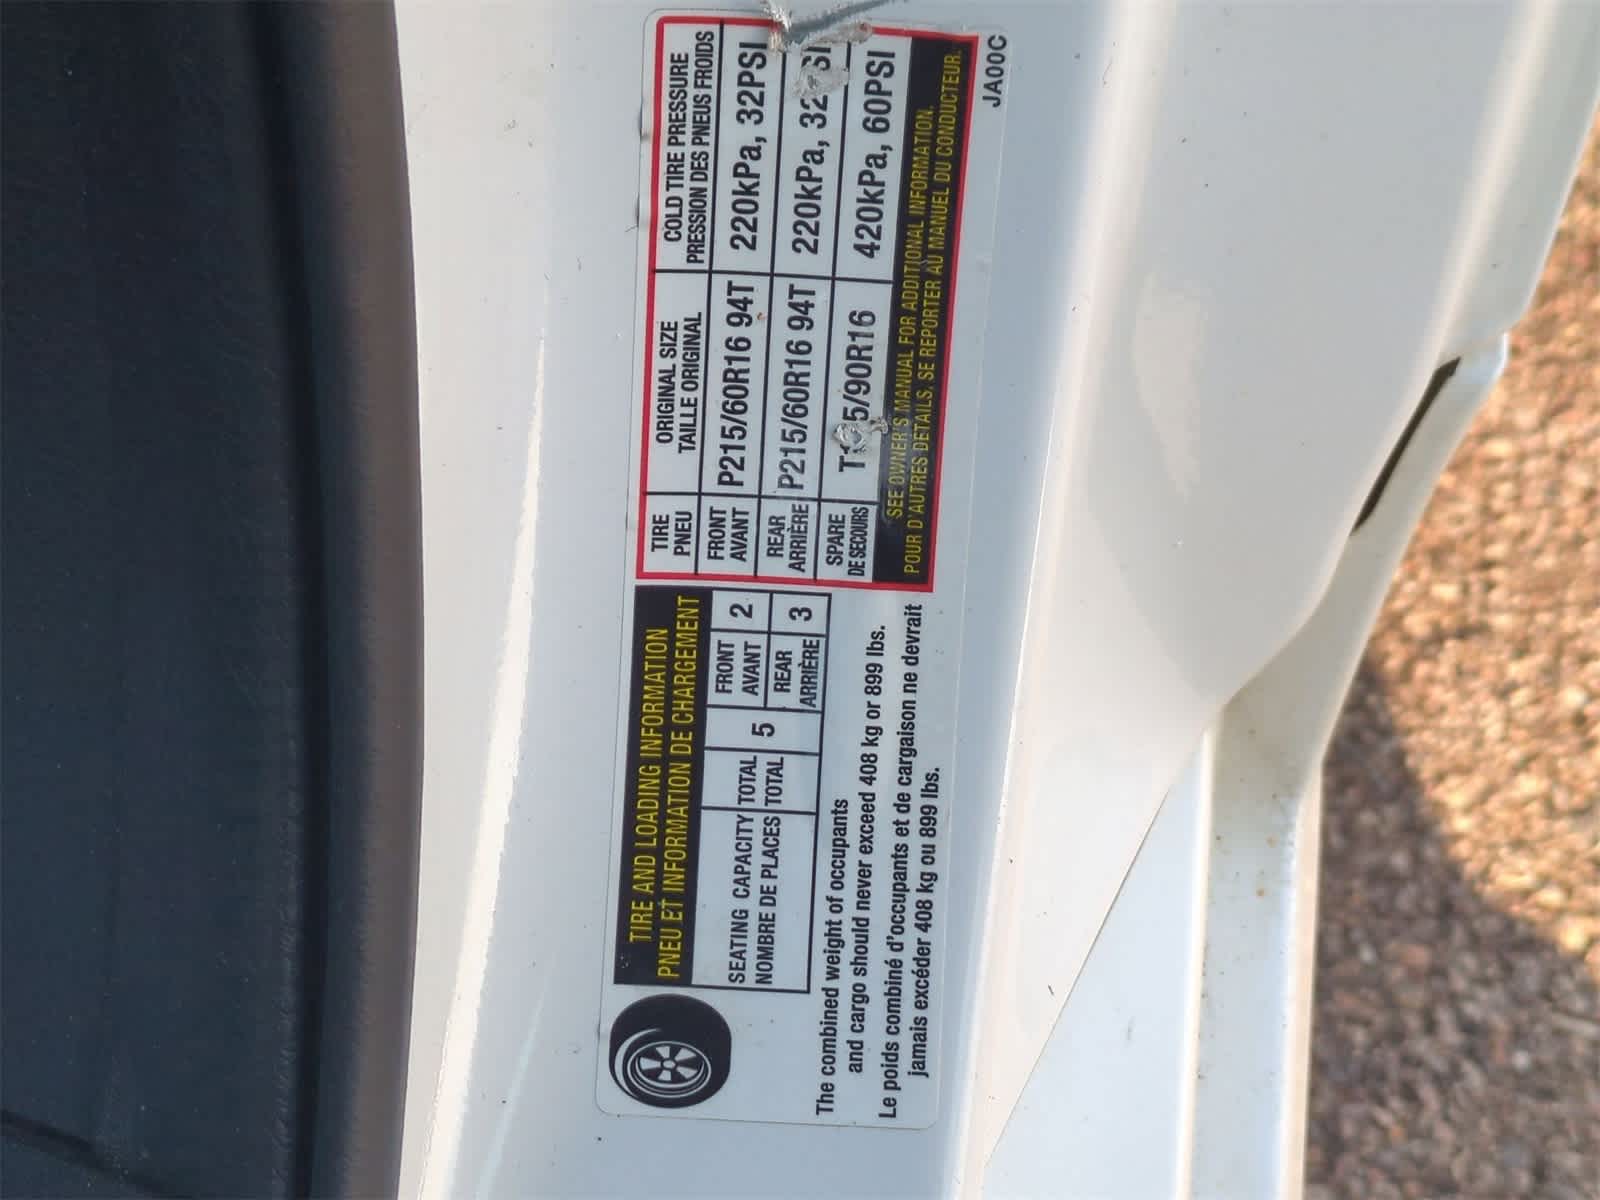 TIRE AND LOADING INFORMATION
PNEU ET INFORMATION DE CHARGEMENT
SEATING CAPACITY
NOMBRE DE PLACES
TOTAL
TOTAL
5
FRONT
AVANT
2
REAR
ARRIÈRE
3
The combined weight of occupants
and cargo should never exceed 408 kg or 899 lbs.
Le poids combiné d'occupants et de cargaison ne devrait
jamais excéder 408 kg ou 899 lbs.
TIRE
PNEU
ORIGINAL SIZE
TAILLE ORIGINAL
COLD TIRE PRESSURE
PRESSION DES PNEUS FROIDS
FRONT
AVANT
P215/60R16 94T
220kPa, 32PSI
REAR
ARRIÈRE
P215/60R16 94T
220kPa,
SPARE
DE SECOURS
420kPa, 60PSI
SEE OWNER'S MANUAL FOR ADDITIONAL INFORMATION.
POUR D'AUTRES DÉTAILS, SE REPORTER AU MANUEL DU CONDUCTEUR.
JA00C